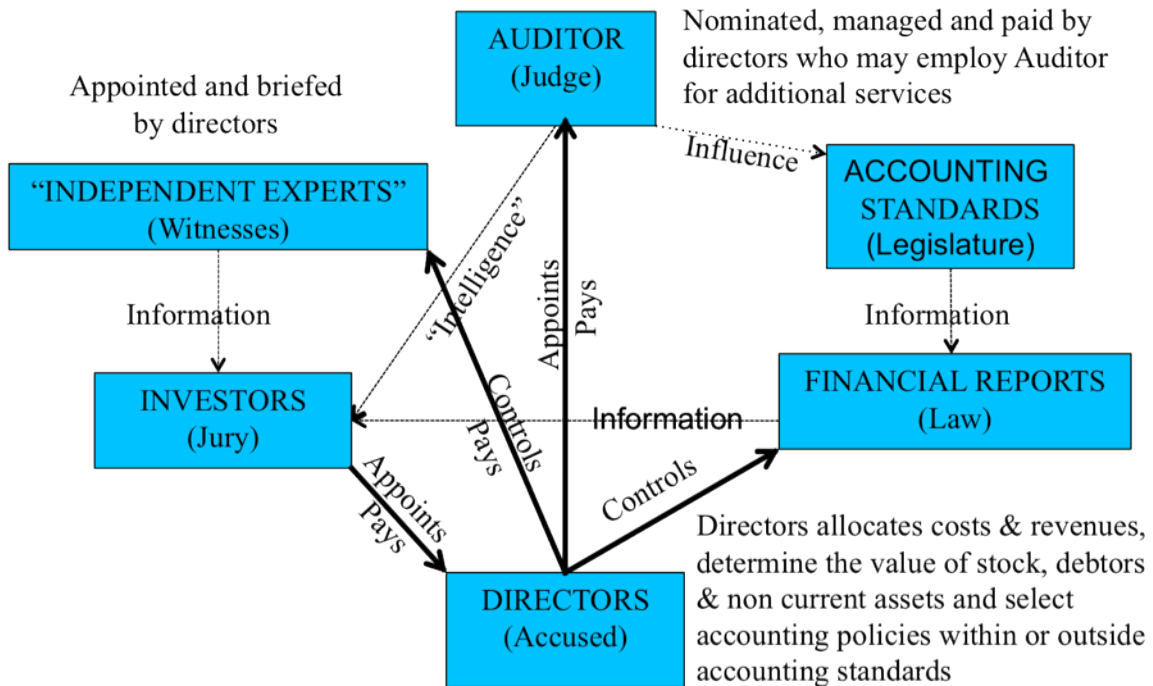 AUDITOR
(Judge)
Nominated, managed and paid by
directors who may employ Auditor
for additional services
Appointed and briefed
by directors
Influence
“INDEPENDENT EXPERTS”
(Witnesses)
ACCOUNTING
STANDARDS
(Legislature)
“Intelligence”
Appoints
Pays
Information
Information
INVESTORS
(Jury)
Controls
Pays
Information
FINANCIAL REPORTS
(Law)
Appoints
Pays
Controls
Directors allocates costs & revenues,
determine the value of stock, debtors
& non current assets and select
accounting policies within or outside
accounting standards
DIRECTORS
(Accused)